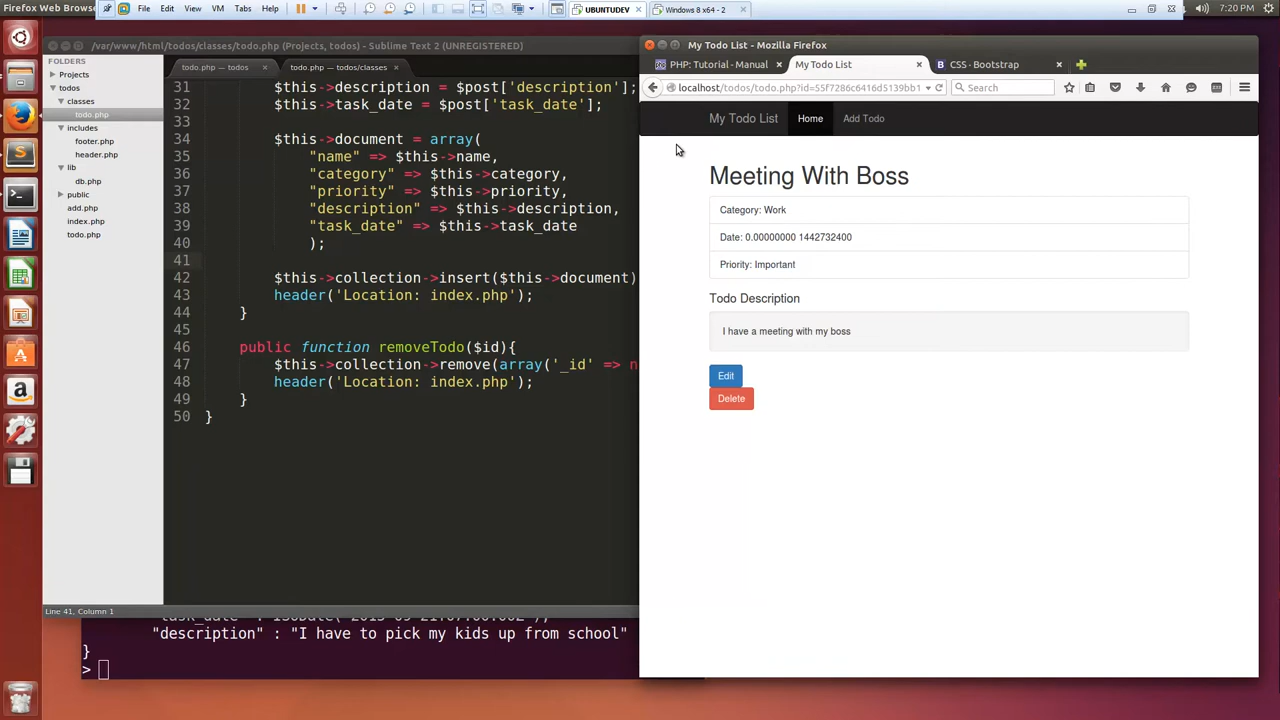 Firefox Web Brows
File Edit View VM Tabs Help
UBUNTUDEV
Windows 8 x64 - 2
7:20 PM
/var/www/html/todos/classes/todo.php (Projects, todos) - Sublime Text 2 (UNREGISTERED)
FOLDERS
Projects
todos
classes
todo.php
includes
footer.php
header.php
lib
db.php
public
add.php
index.php
todo.php
todo.php — todos
todo.php — todos/classes
31 $this->description = $post['description'];
32 $this->task_date = $post['task_date'];
33
34 $this->document = array(
35 "name" => $this->name,
36 "category" => $this->category,
37 "priority" => $this->priority,
38 "description" => $this->description,
39 "task_date" => $this->task_date
40 );
41
42 $this->collection->insert($this->document)
43 header('Location: index.php');
44 }
45
46 public function removeTodo($id){
47 $this->collection->remove(array('_id' => n
48 header('Location: index.php');
49 }
50 }
Line 41, Column 1
"description" : "I have to pick my kids up from school"
}
>
My Todo List - Mozilla Firefox
PHP: Tutorial - Manual
My Todo List
CSS · Bootstrap
localhost/todos/todo.php?id=55f7286c6416d5139bb1
Search
My Todo List Home Add Todo
Meeting With Boss
Category: Work
Date: 0.00000000 1442732400
Priority: Important
Todo Description
I have a meeting with my boss
Edit
Delete